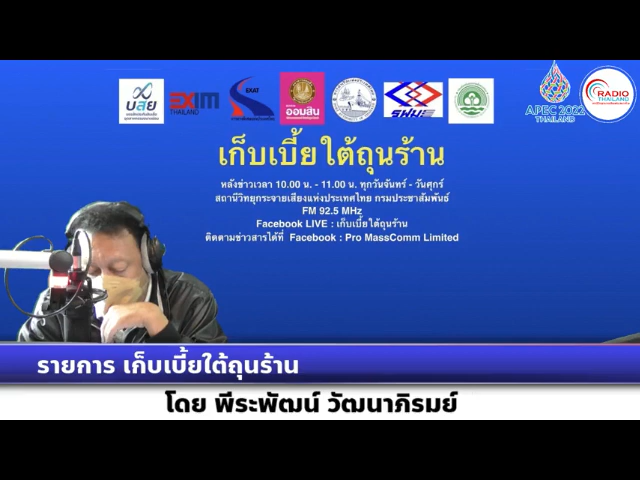 บสย
EXIM
THAILAND
EXAT
ออมสิน
รฟม
APEC 2022
THAILAND
RADIO
THAILAND
เก็บเบี้ยใต้ถุนร้าน
หลังข่าวเวลา 10.00 น. - 11.00 น. ทุกวันจันทร์ - วันศุกร์
สถานีวิทยุกระจายเสียงแห่งประเทศไทย กรมประชาสัมพันธ์
FM 92.5 MHz
Facebook LIVE : เก็บเบี้ยใต้ถุนร้าน
ติดตามข่าวสารได้ที่ Facebook : Pro MassComm Limited
รายการ เก็บเบี้ยใต้ถุนร้าน
โดย พีระพัฒน์ วัฒนาภิรมย์